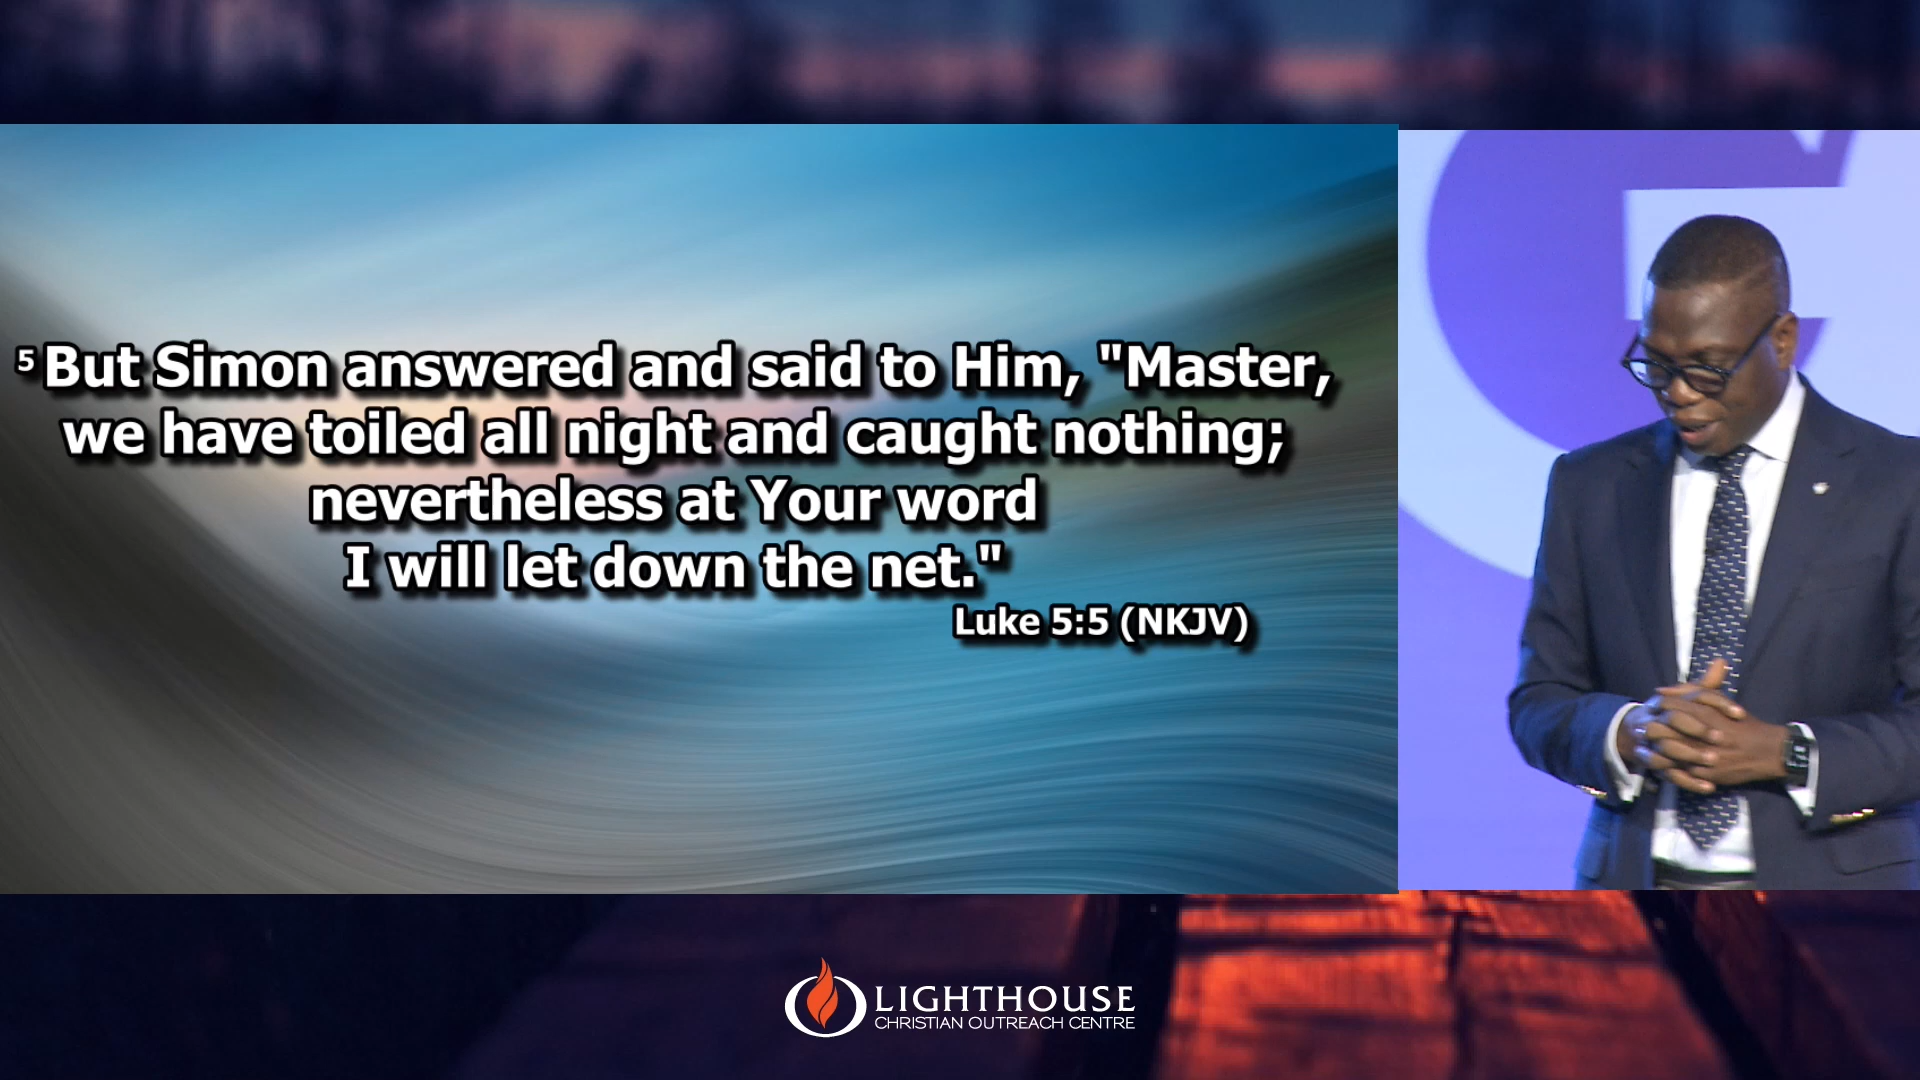 5 But Simon answered and said to Him, "Master,
we have toiled all night and caught nothing;
nevertheless at Your word
I will let down the net."
Luke 5:5 (NKJV)
LIGHTHOUSE
CHRISTIAN OUTREACH CENTRE